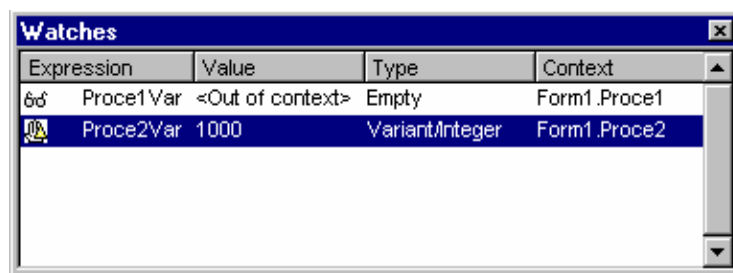 Watches
Expression Value Type Context
Proce1Var <Out of context> Empty Form1.Proce1
Proce2Var 1000 Variant/Integer Form1.Proce2